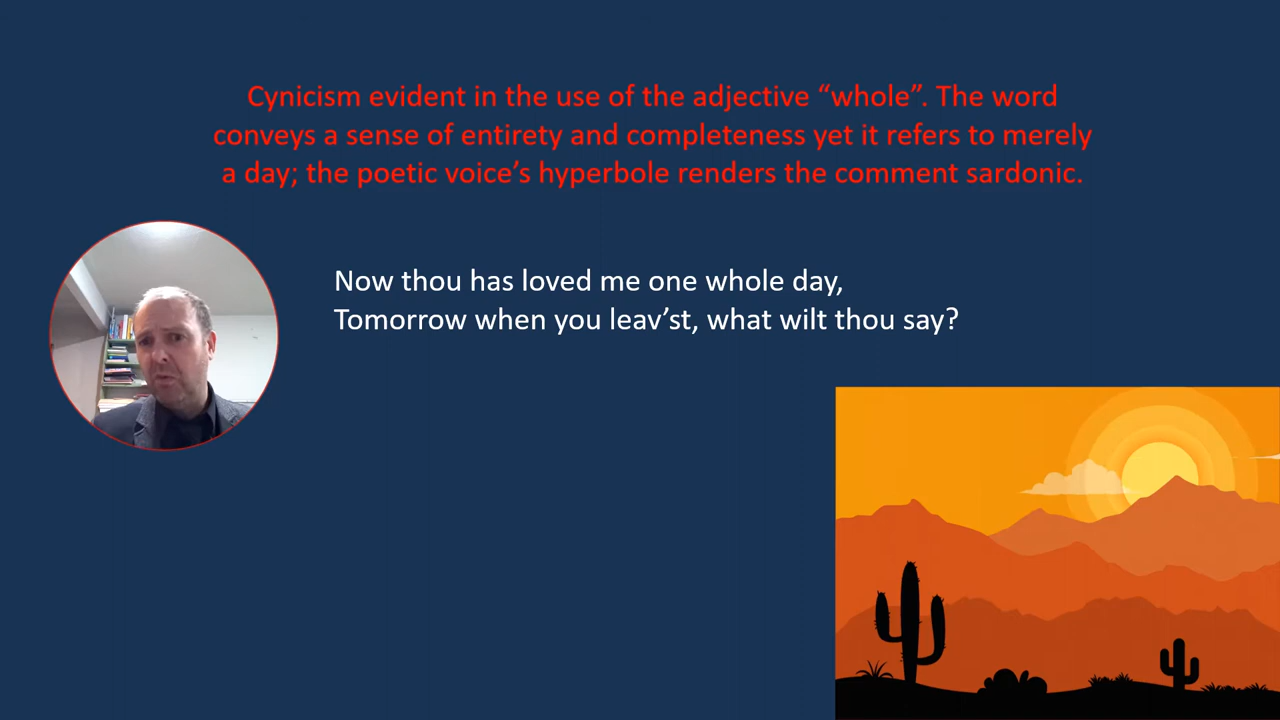 Cynicism evident in the use of the adjective “whole”. The word
conveys a sense of entirety and completeness yet it refers to merely
a day; the poetic voice’s hyperbole renders the comment sardonic.
Now thou has loved me one whole day,
Tomorrow when you leav’st, what wilt thou say?